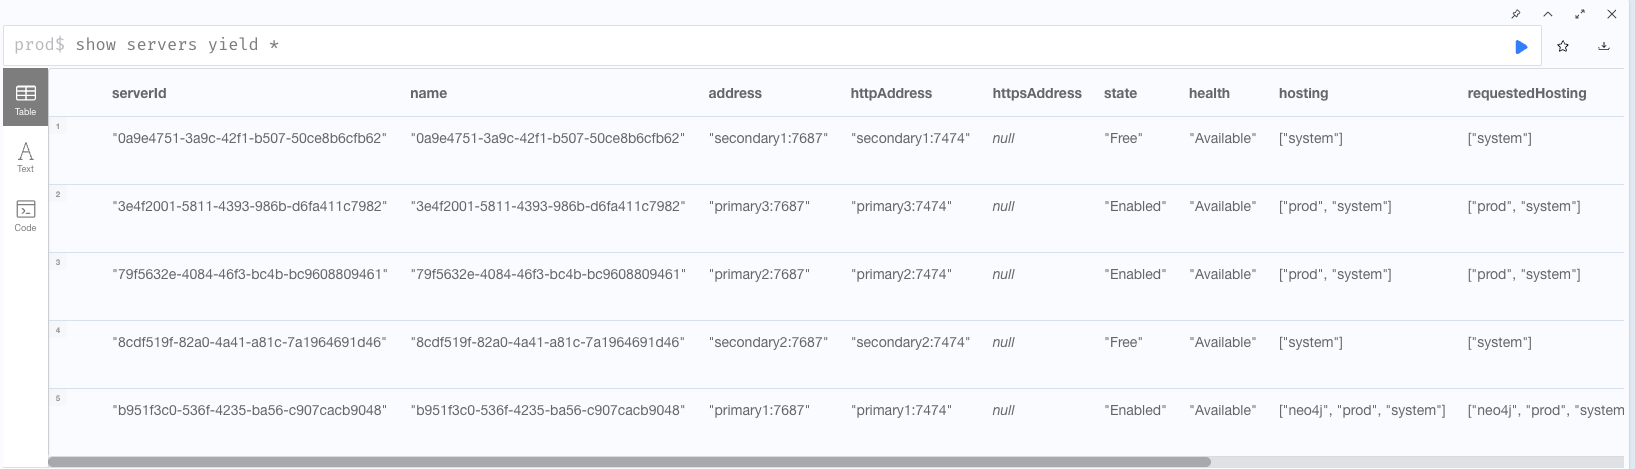 prod$ show servers yield *
Table
Text
Code
serverId name address httpAddress httpsAddress state health hosting requestedHosting
1 "0a9e4751-3a9c-42f1-b507-50ce8b6cfb62" "0a9e4751-3a9c-42f1-b507-50ce8b6cfb62" "secondary1:7687" "secondary1:7474" null "Free" "Available" ["system"] ["system"]
2 "3e4f2001-5811-4393-986b-d6fa411c7982" "3e4f2001-5811-4393-986b-d6fa411c7982" "primary3:7687" "primary3:7474" null "Enabled" "Available" ["prod", "system"] ["prod", "system"]
3 "79f5632e-4084-46f3-bc4b-bc9608809461" "79f5632e-4084-46f3-bc4b-bc9608809461" "primary2:7687" "primary2:7474" null "Enabled" "Available" ["prod", "system"] ["prod", "system"]
4 "8cdf519f-82a0-4a41-a81c-7a1964691d46" "8cdf519f-82a0-4a41-a81c-7a1964691d46" "secondary2:7687" "secondary2:7474" null "Free" "Available" ["system"] ["system"]
5 "b951f3c0-536f-4235-ba56-c907cacb9048" "b951f3c0-536f-4235-ba56-c907cacb9048" "primary1:7687" "primary1:7474" null "Enabled" "Available" ["neo4j", "prod", "system"] ["neo4j", "prod", "system